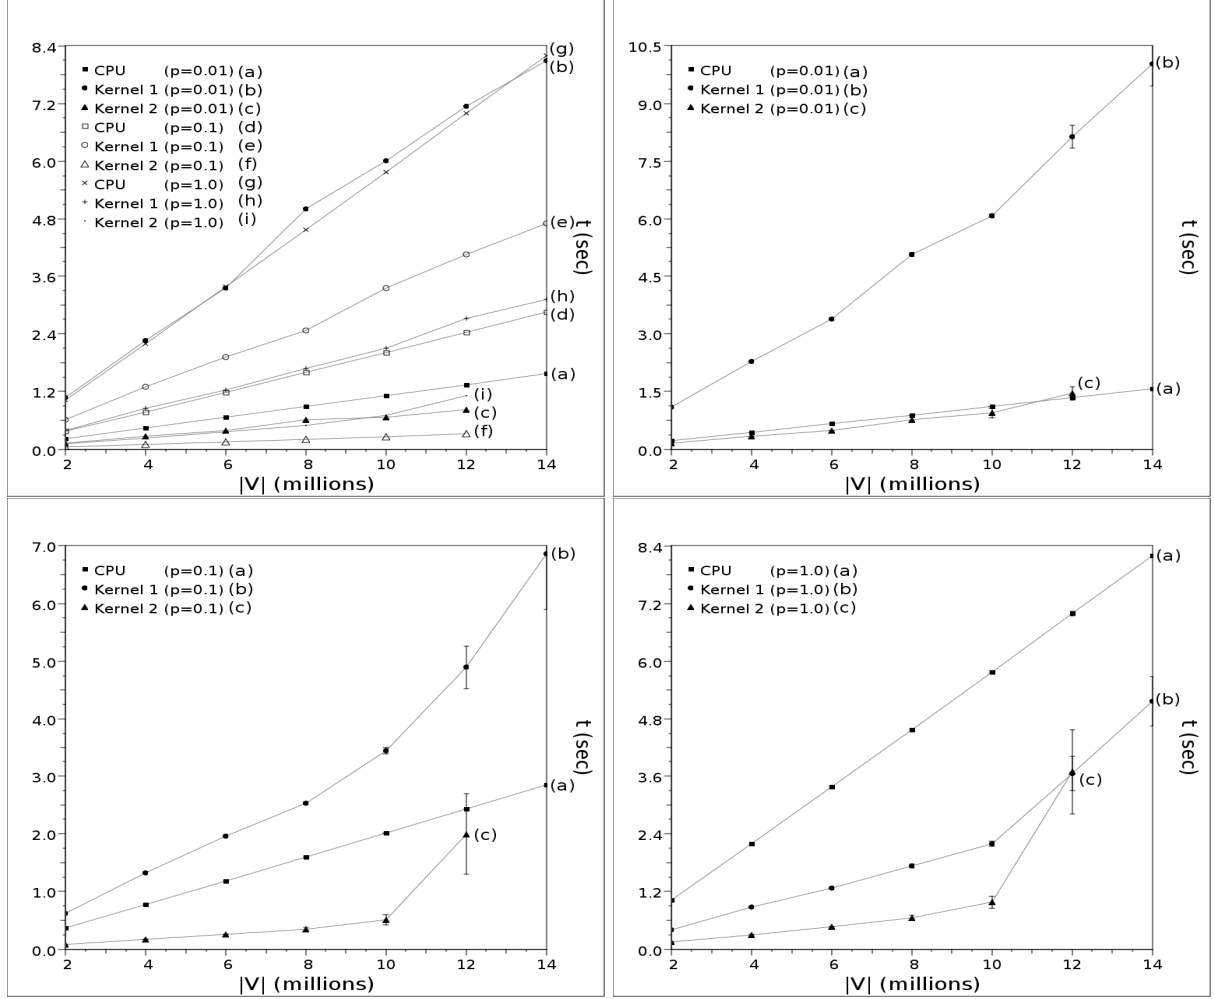 8.4
7.2
6.0
4.8
3.6
2.4
1.2
0.0
CPU (p=0.01) (a)
Kernel 1 (p=0.01) (b)
Kernel 2 (p=0.01) (c)
CPU (p=0.1) (d)
Kernel 1 (p=0.1) (e)
Kernel 2 (p=0.1) (f)
CPU (p=1.0) (g)
Kernel 1 (p=1.0) (h)
Kernel 2 (p=1.0) (i)
(g)
(b)
(e)
(h)
(d)
(a)
(i)
(c)
(f)
t (sec)
2 4 6 8 10 12 14
|V| (millions)
10.5
9.0
7.5
6.0
4.5
3.0
1.5
0.0
CPU (p=0.01) (a)
Kernel 1 (p=0.01) (b)
Kernel 2 (p=0.01) (c)
(b)
(c)
(a)
t (sec)
2 4 6 8 10 12 14
|V| (millions)
7.0
6.0
5.0
4.0
3.0
2.0
1.0
0.0
CPU (p=0.1) (a)
Kernel 1 (p=0.1) (b)
Kernel 2 (p=0.1) (c)
(b)
(a)
(c)
t (sec)
2 4 6 8 10 12 14
|V| (millions)
8.4
7.2
6.0
4.8
3.6
2.4
1.2
0.0
CPU (p=1.0) (a)
Kernel 1 (p=1.0) (b)
Kernel 2 (p=1.0) (c)
(a)
(b)
(c)
t (sec)
2 4 6 8 10 12 14
|V| (millions)